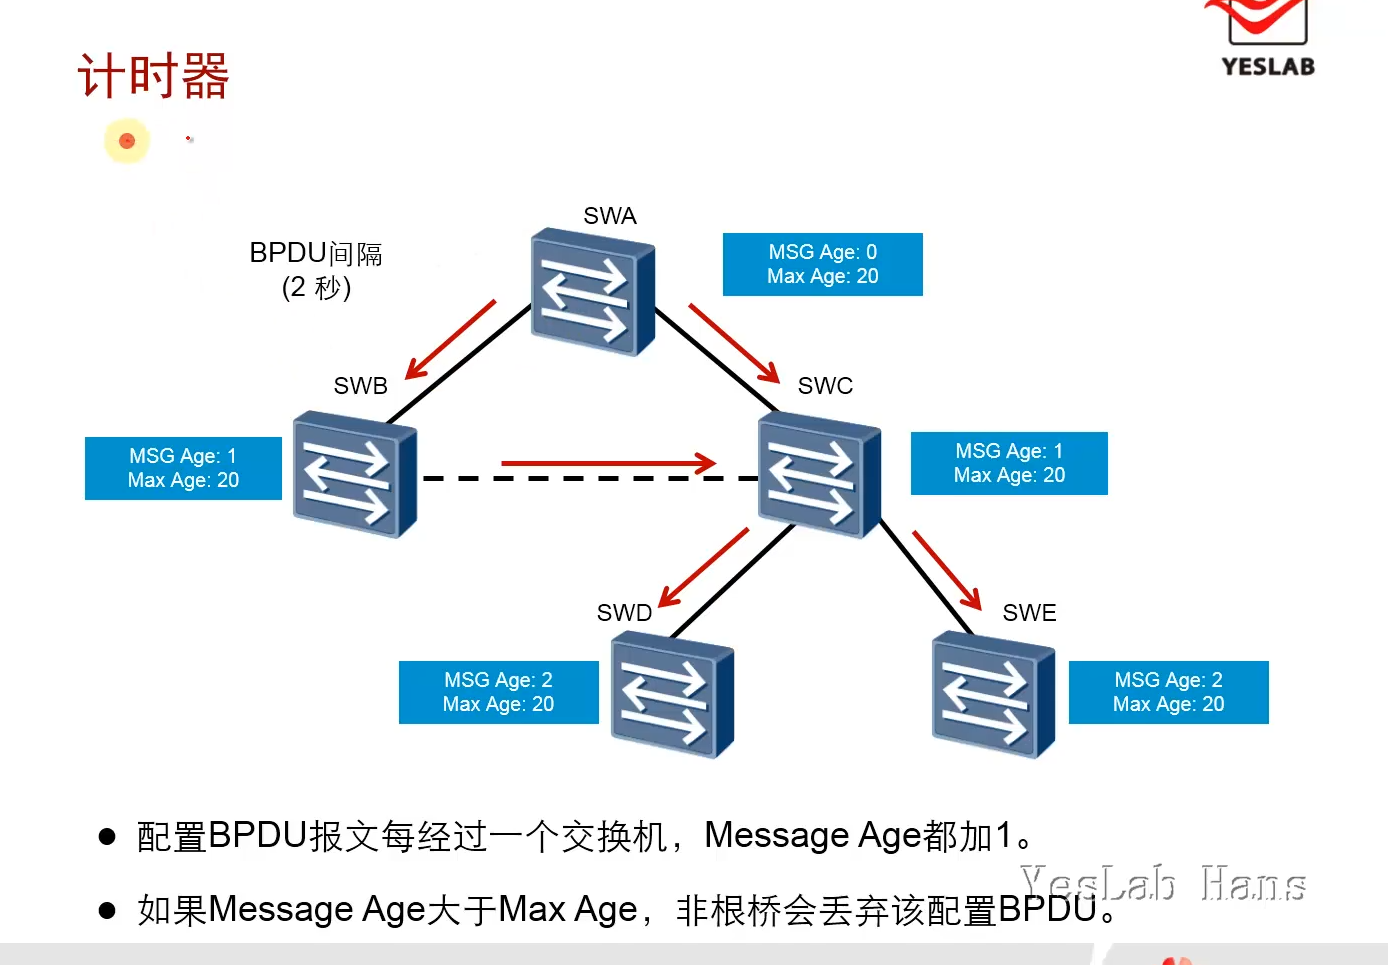 YESLAB
计时器
SWA
BPDU间隔
(2 秒)
MSG Age: 0
Max Age: 20
SWB
SWC
MSG Age: 1
Max Age: 20
MSG Age: 1
Max Age: 20
SWD
SWE
MSG Age: 2
Max Age: 20
MSG Age: 2
Max Age: 20
● 配置BPDU报文每经过一个交换机，Message Age都加1。
YesLab Hans
● 如果Message Age大于Max Age，非根桥会丢弃该配置BPDU。